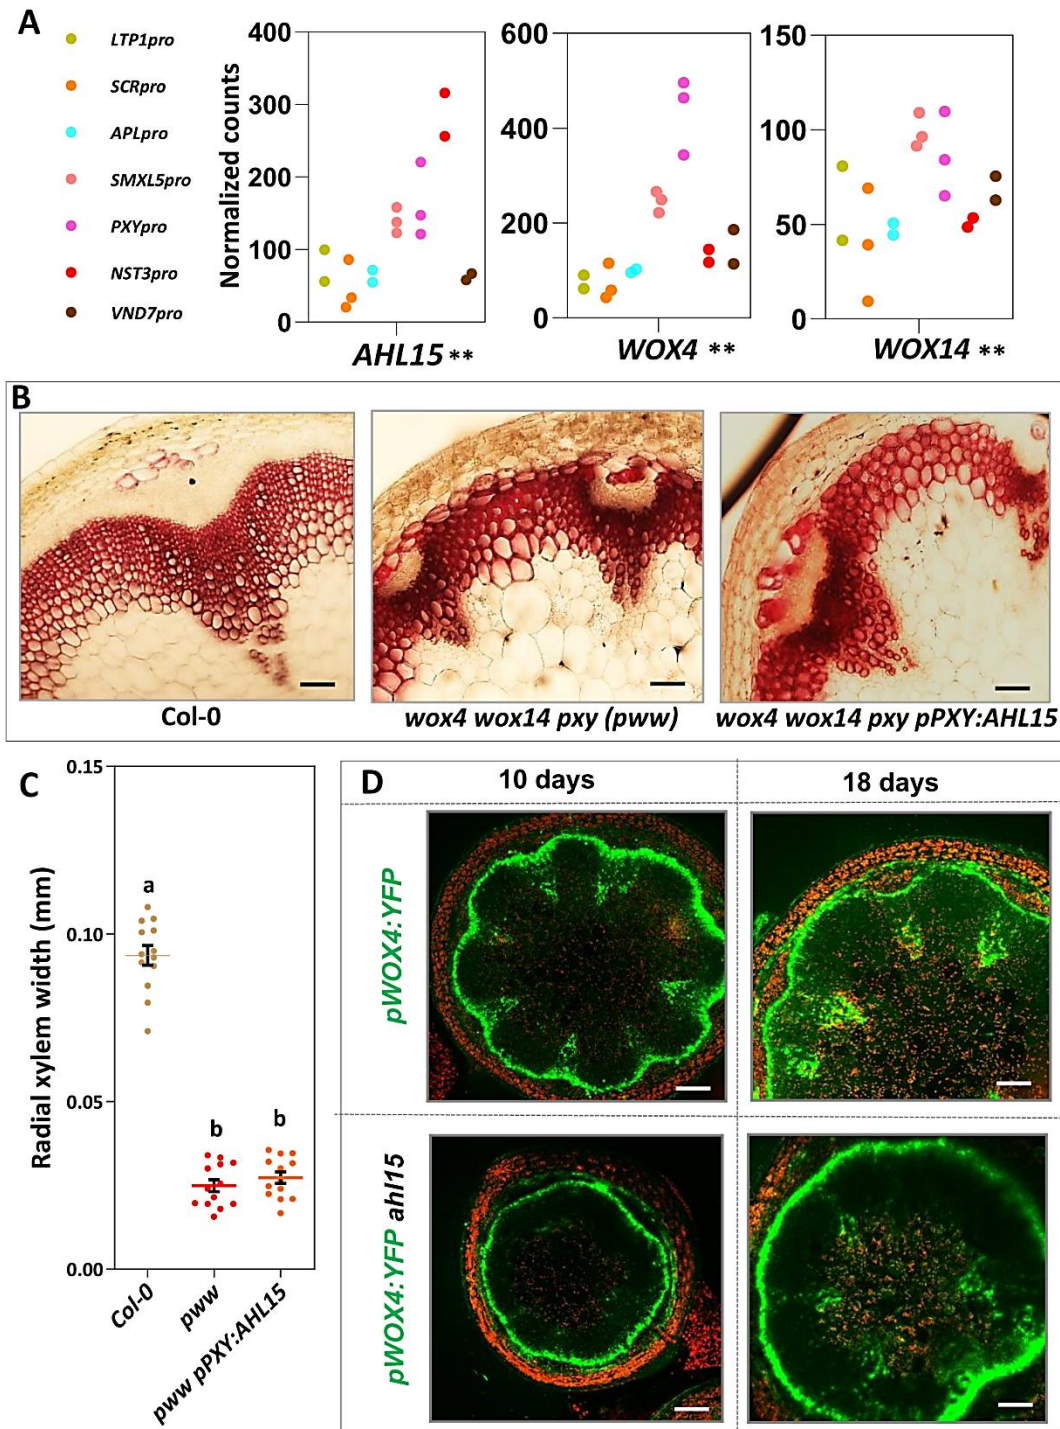 A
LTP1pro
SCRpro
APLpro
SMXL5pro
PXYpro
NST3pro
VND7pro
Normalized counts
400
300
200
100
0
AHL15 **
600
400
200
0
WOX4 **
150
100
50
0
WOX14 **
B
Col-0
wox4 wox14 pxy (pww)
wox4 wox14 pxy pPXY:AHL15
C
Radial xylem width (mm)
0.15
0.10
0.05
0.00
a
b
b
Col-0
pww
pww pPXY:AHL15
D
10 days
18 days
pWOX4:YFP
pWOX4:YFP ahl15